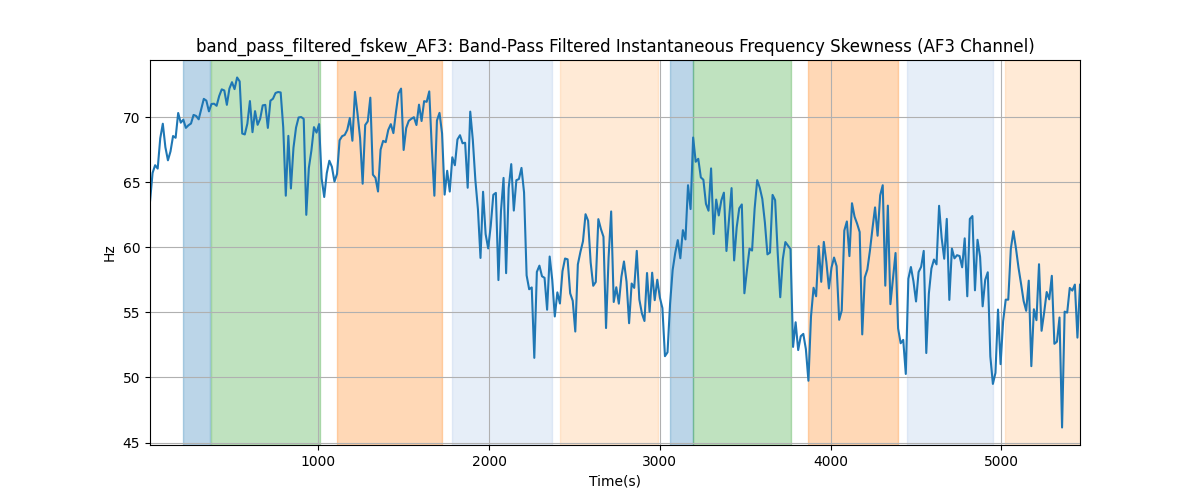 band_pass_filtered_fskew_AF3: Band-Pass Filtered Instantaneous Frequency Skewness (AF3 Channel)
70
65
60
55
50
45
Hz
1000 2000 3000 4000 5000
Time(s)